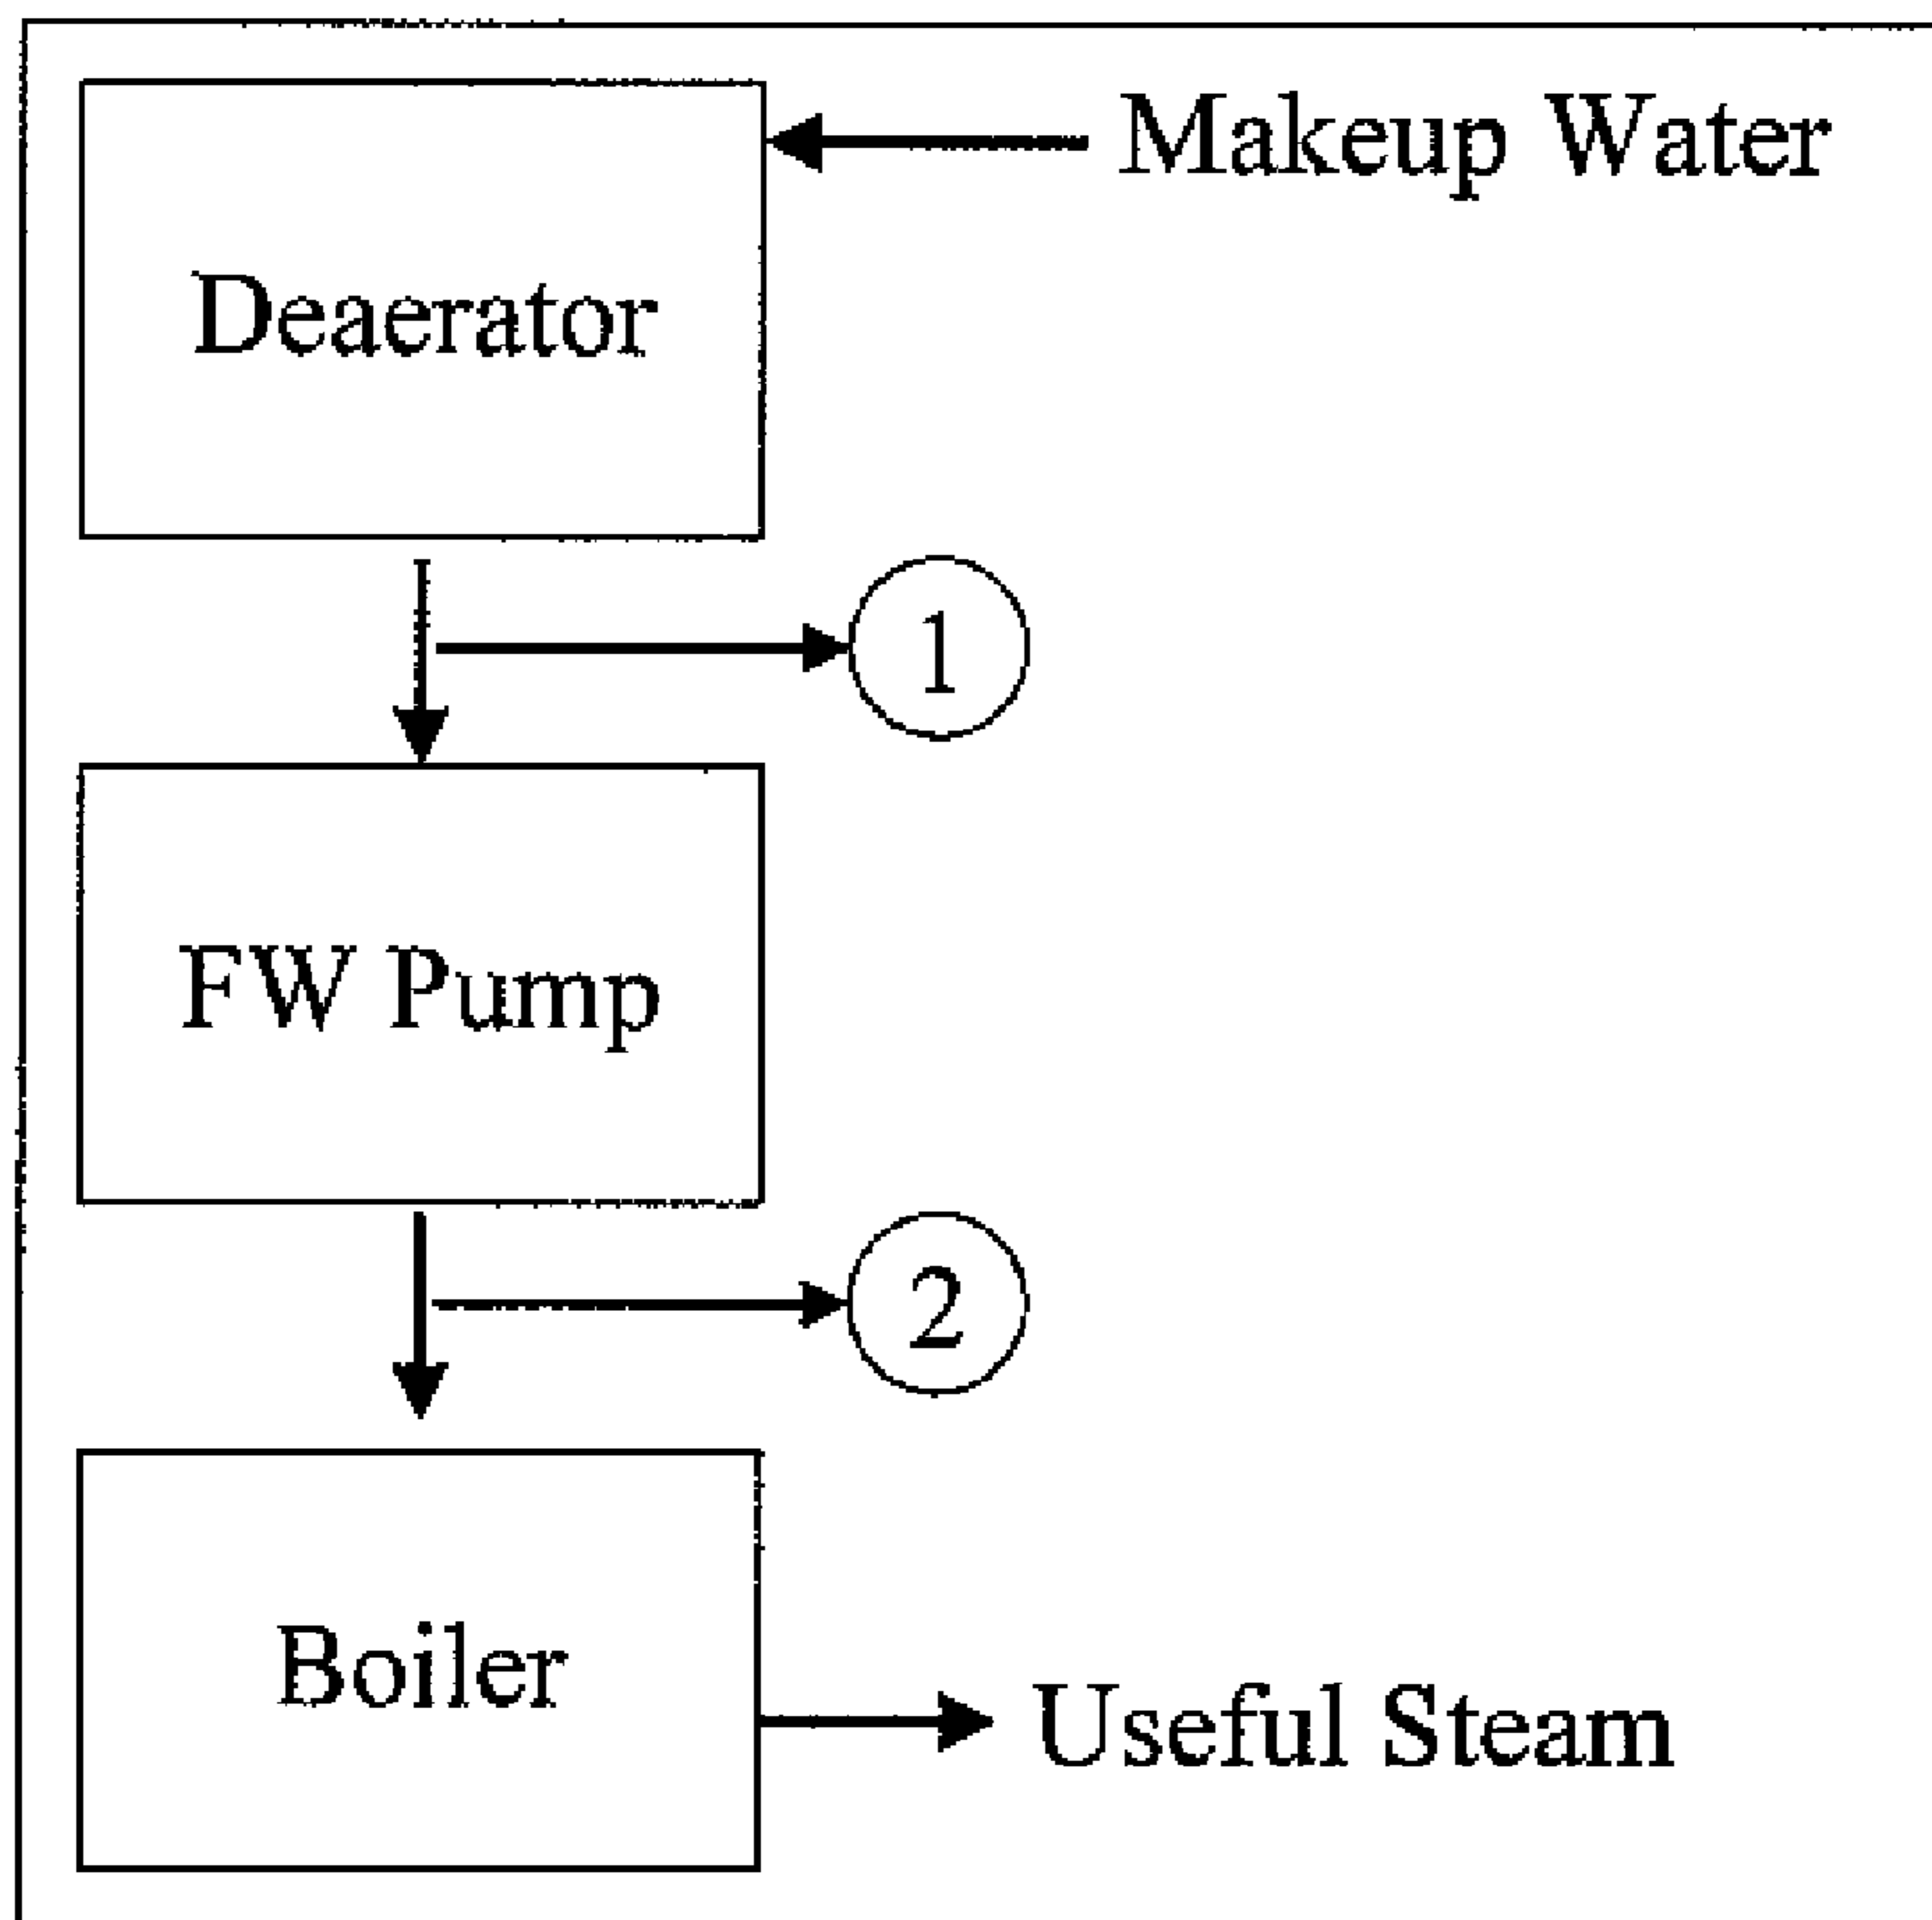 Makeup Water
Deaerator
1
FW Pump
2
Boiler
Useful Steam